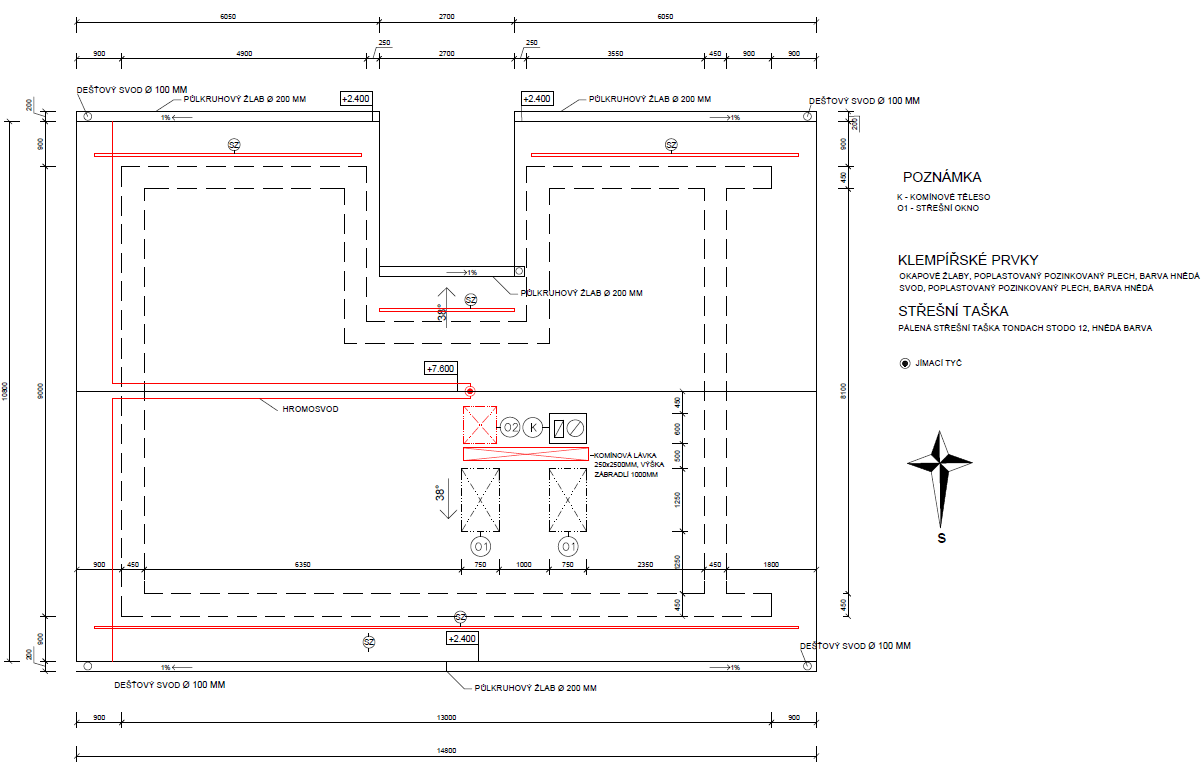 6050 2700 6050
250 250
900 4900 2700 3550 450 900 900
DEŠŤOVÝ SVOD Ø 100 MM
PŮLKRUHOVÝ ŽLAB Ø 200 MM
+2.400
+2.400
PŮLKRUHOVÝ ŽLAB Ø 200 MM
DEŠŤOVÝ SVOD Ø 100 MM
200
1%
1%
200
900
SZ
SZ
900
450
POZNÁMKA
K - KOMÍNOVÉ TĚLESO
O1 - STŘEŠNÍ OKNO
1%
PŮLKRUHOVÝ ŽLAB Ø 200 MM
SZ
38°
KLEMPÍŘSKÉ PRVKY
OKAPOVÉ ŽLABY, POPLASTOVANÝ POZINKOVANÝ PLECH, BARVA HNĚDÁ
SVOD, POPLASTOVANÝ POZINKOVANÝ PLECH, BARVA HNĚDÁ
STŘEŠNÍ TAŠKA
PÁLENÁ STŘEŠNÍ TAŠKA TONDACH STODO 12, HNĚDÁ BARVA
JÍMACÍ TYČ
+7.600
10800
9000
8100
HROMOSVOD
450
O2
K
600
KOMÍNOVÁ LÁVKA
250x2500MM, VÝŠKA
ZÁBRADLÍ 1000MM
500
38°
1250
O1
O1
1250
900 450 6350 750 1000 750 2350 450 1800
450
450
SZ
SZ
+2.400
900
200
DEŠŤOVÝ SVOD Ø 100 MM
1%
1%
DEŠŤOVÝ SVOD Ø 100 MM
PŮLKRUHOVÝ ŽLAB Ø 200 MM
S
900 13000 900
14800